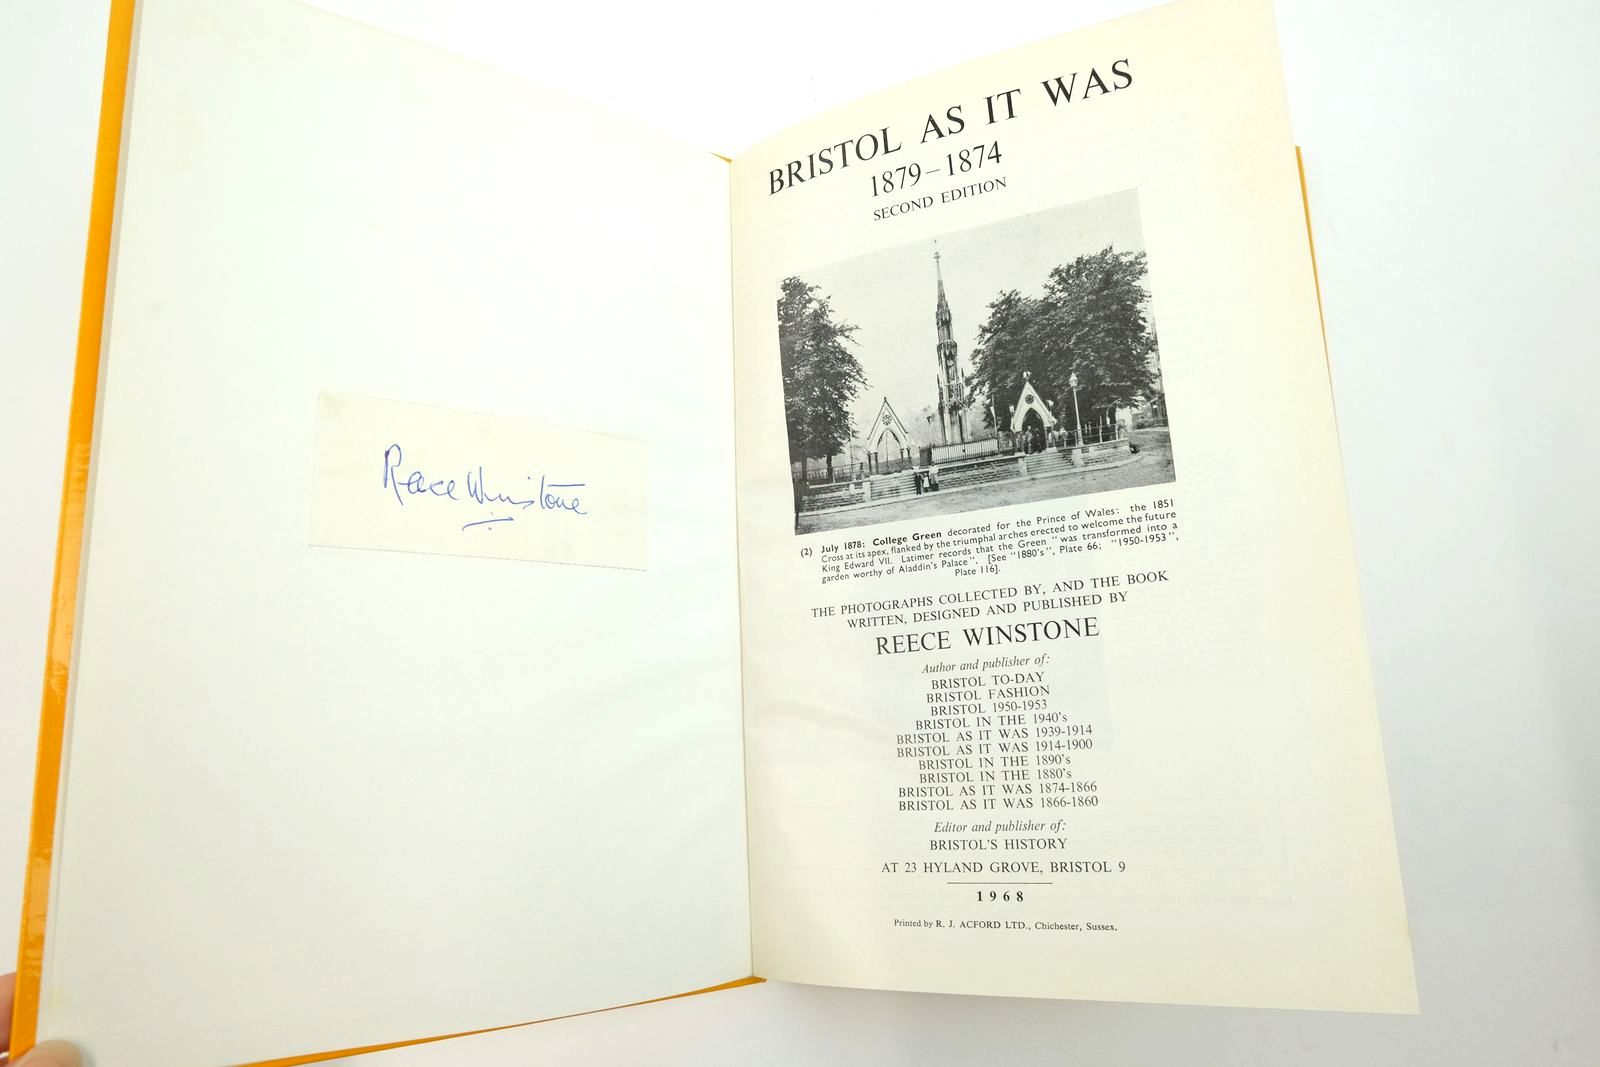 Reece Winstone
BRISTOL AS IT WAS
1879–1874
SECOND EDITION
(2) July 1878: College Green decorated for the Prince of Wales: the 1851
Cross at its apex, flanked by the triumphal arches erected to welcome the future
King Edward VII. Latimer records that the Green "was transformed into a
garden worthy of Aladdin's Palace". [See "1880's", Plate 66; "1950-1953",
Plate 116].
THE PHOTOGRAPHS COLLECTED BY, AND THE BOOK
WRITTEN, DESIGNED AND PUBLISHED BY
REECE WINSTONE
Author and publisher of:
BRISTOL TO-DAY
BRISTOL FASHION
BRISTOL 1950-1953
BRISTOL IN THE 1940's
BRISTOL AS IT WAS 1939-1914
BRISTOL AS IT WAS 1914-1900
BRISTOL IN THE 1890's
BRISTOL IN THE 1880's
BRISTOL AS IT WAS 1874-1866
BRISTOL AS IT WAS 1866-1860
Editor and publisher of:
BRISTOL'S HISTORY
AT 23 HYLAND GROVE, BRISTOL 9
1968
Printed by R. J. ACFORD LTD., Chichester, Sussex.